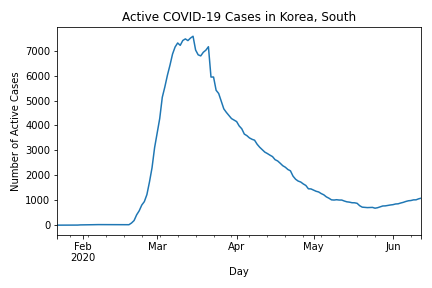 Active COVID-19 Cases in Korea, South
Number of Active Cases
7000
6000
5000
4000
3000
2000
1000
0
Feb
2020
Mar
Apr
May
Jun
Day